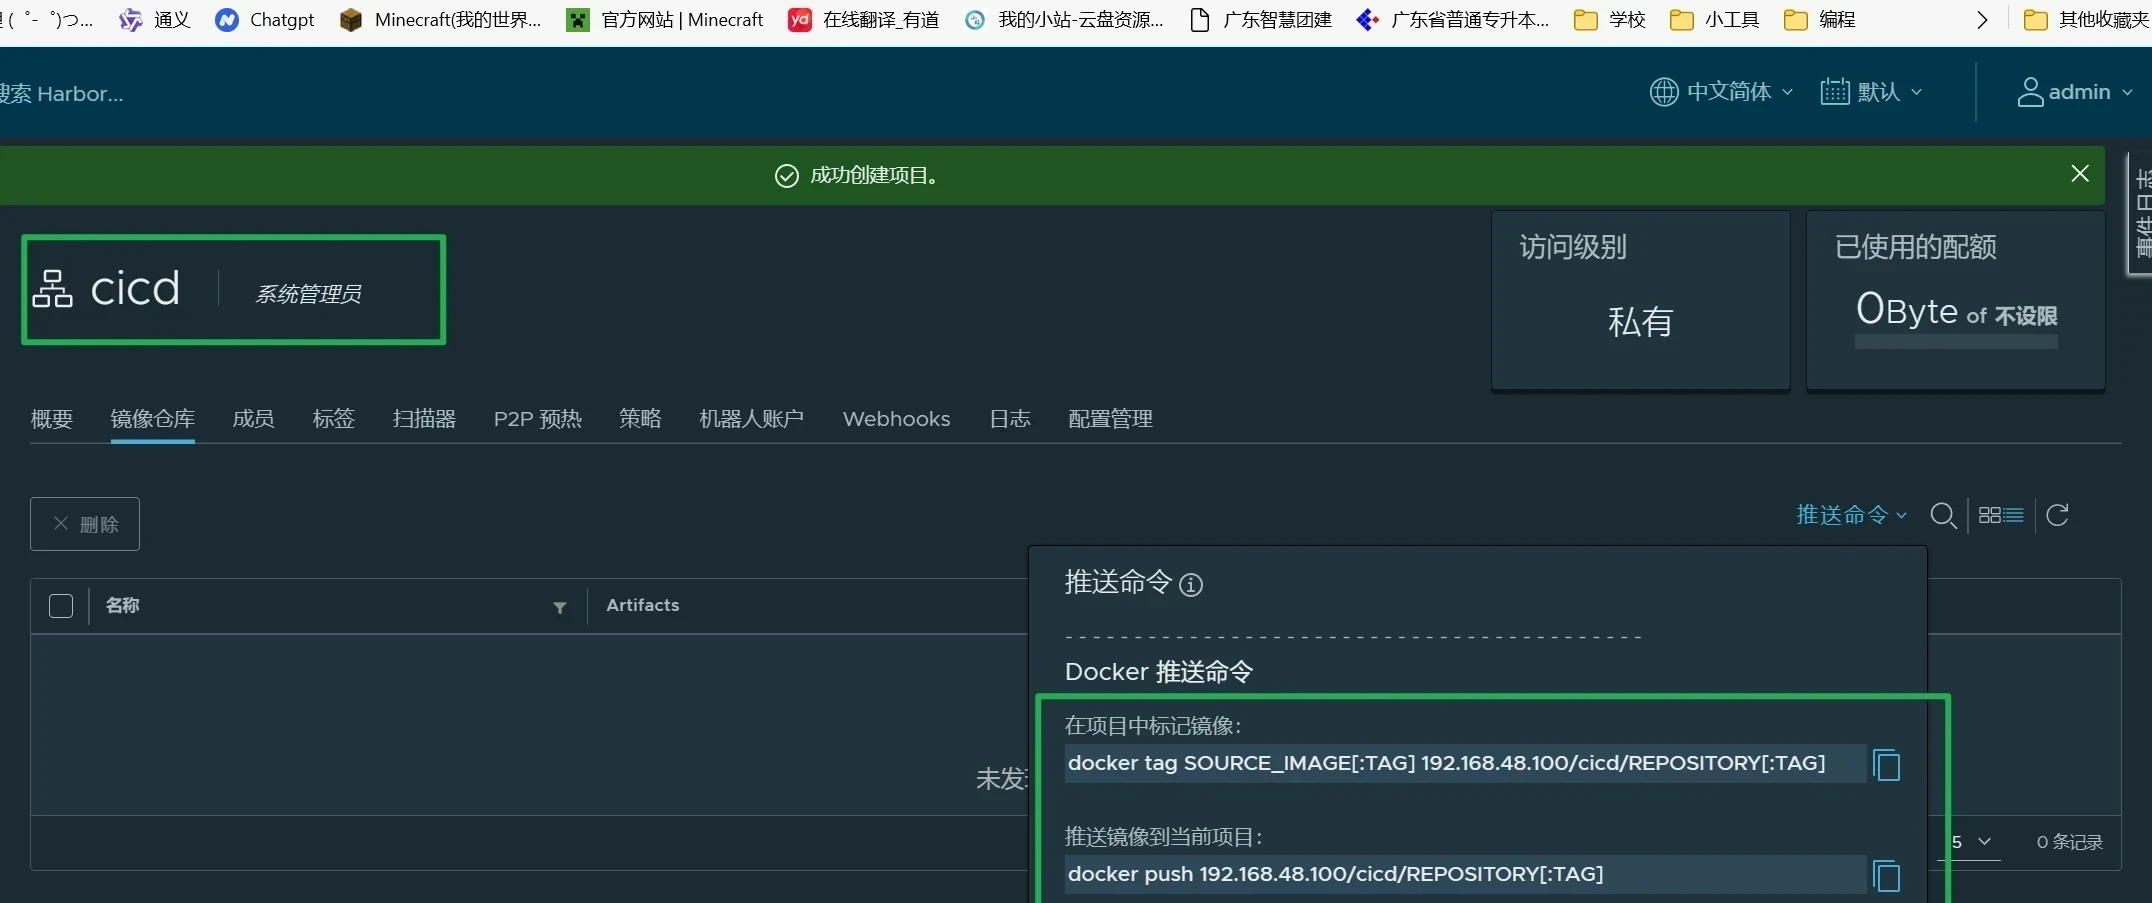 ( ゜- ゜)つ... 通义 Chatgpt Minecraft(我的世界... 官方网站 | Minecraft yd 在线翻译_有道 我的小站-云盘资源... 广东智慧团建 广东省普通专升本... 学校 小工具 编程 其他收藏夹
搜索 Harbor... 中文简体 默认 admin
成功创建项目。
事件日志
cicd 系统管理员
访问级别
私有
已使用的配额
0Byte of 不设限
概要 镜像仓库 成员 标签 扫描器 P2P 预热 策略 机器人账户 Webhooks 日志 配置管理
删除 推送命令
名称 Artifacts
未发
推送命令
- - - - - - - - - - - - - - - - - - - - - - - - - - - - - - - - - - - - - - - - - -
Docker 推送命令
在项目中标记镜像:
docker tag SOURCE_IMAGE[:TAG] 192.168.48.100/cicd/REPOSITORY[:TAG]
推送镜像到当前项目:
docker push 192.168.48.100/cicd/REPOSITORY[:TAG]
5 0 条记录